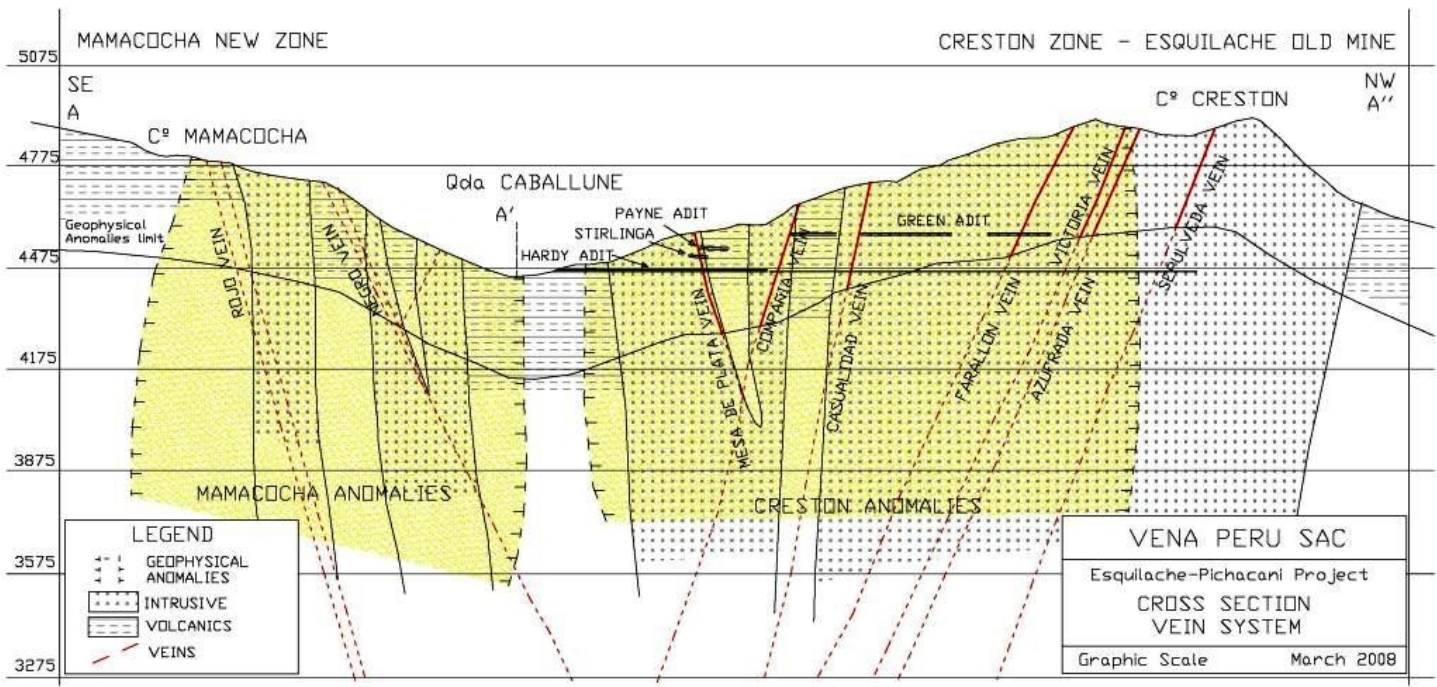 MAMACOCHA NEW ZONE
CRESTON ZONE - ESQUILACHE OLD MINE
5075
SE
A
NW
A''
Cº MAMACOCHA
Cº CRESTON
4775
Qda CABALLUNE
A'
PAYNE ADIT
STIRLINGA
HARDY ADIT
GREEN ADIT
Geophysical
Anomalies limit
4475
ROJO VEIN
NEGRO VEIN
MESA DE PLATA VEIN
COMPAÑIA VEIN
CASUALIDAD VEIN
FARALLON VEIN
VICTORIA VEIN
AZUFRADA VEIN
SEPULVEDA VEIN
4175
3875
MAMACOCHA ANOMALIES
CRESTON ANOMALIES
3575
3275
LEGEND
GEOPHYSICAL
ANOMALIES
INTRUSIVE
VOLCANICS
VEINS
VENA PERU SAC
Esquilache-Pichacani Project
CROSS SECTION
VEIN SYSTEM
Graphic Scale
March 2008